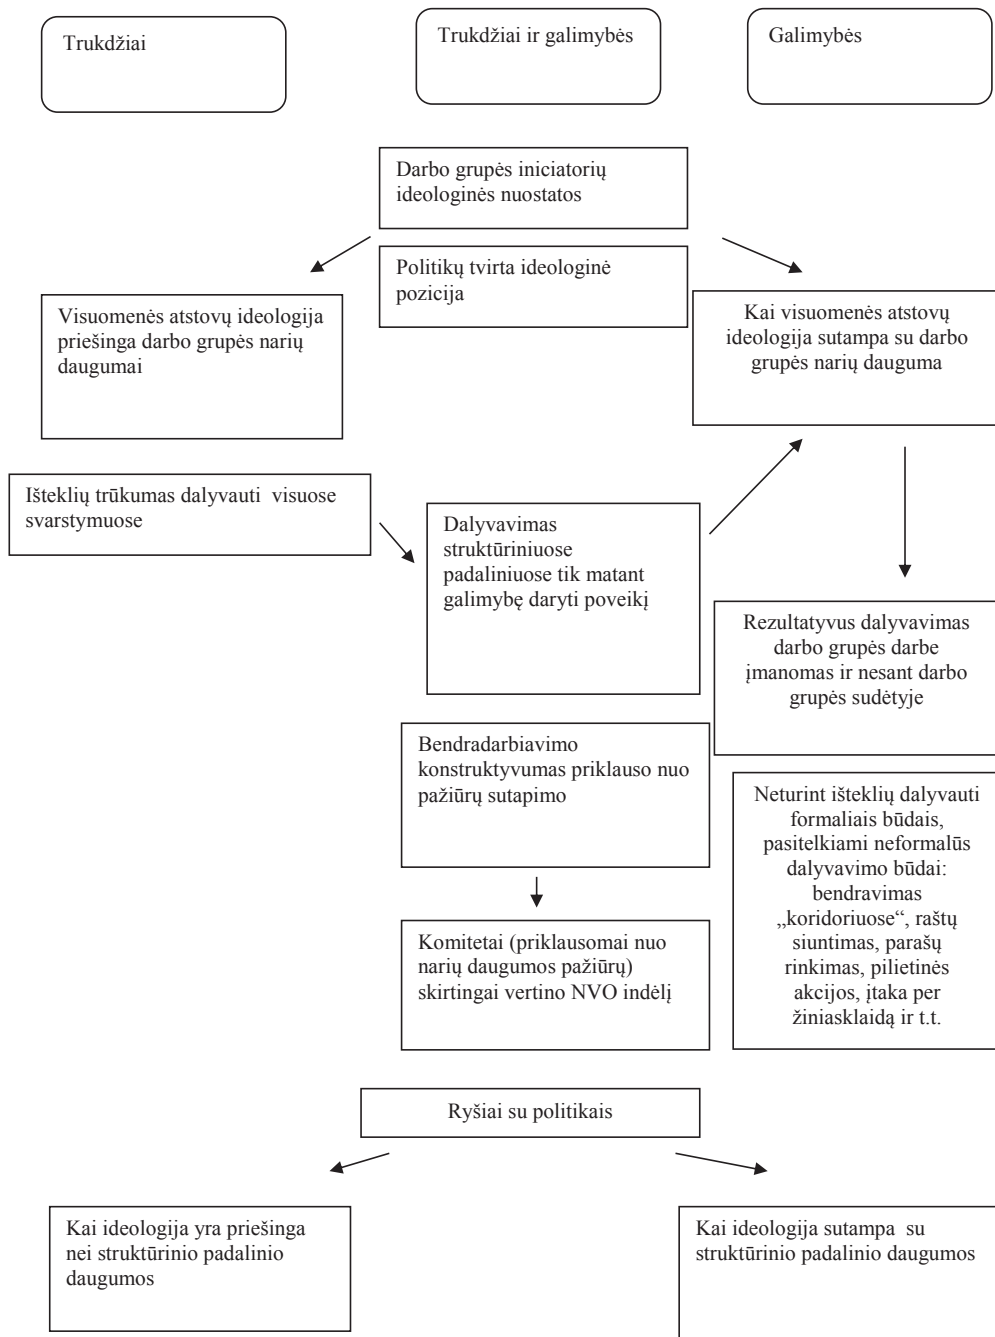 Trukdžiai
Trukdžiai ir galimybės
Galimybės
Darbo grupės iniciatorių
ideologinės nuostatos
Politikų tvirta ideologinė
pozicija
Visuomenės atstovų ideologija
priešinga darbo grupės narių
daugumai
Kai visuomenės atstovų
ideologija sutampa su darbo
grupės narių dauguma
Išteklių trūkumas dalyvauti visuose
svarstymuose
Dalyvavimas
struktūriniuose
padaliniuose tik matant
galimybę daryti poveikį
Rezultatyvus dalyvavimas
darbo grupės darbe
įmanomas ir nesant darbo
grupės sudėtyje
Bendradarbiavimo
konstruktyvumas priklauso nuo
pažiūrų sutapimo
Neturint išteklių dalyvauti
formaliais būdais,
pasitelkiami neformalūs
dalyvavimo būdai:
bendravimas
„koridoriuose“, raštų
siuntimas, parašų
rinkimas, pilietinės
akcijos, įtaka per
žiniasklaidą ir t.t.
Komitetai (priklausomai nuo
narių daugumos pažiūrų)
skirtingai vertino NVO indėlį
Ryšiai su politikais
Kai ideologija yra priešinga
nei struktūrinio padalinio
daugumos
Kai ideologija sutampa su
struktūrinio padalinio daugumos